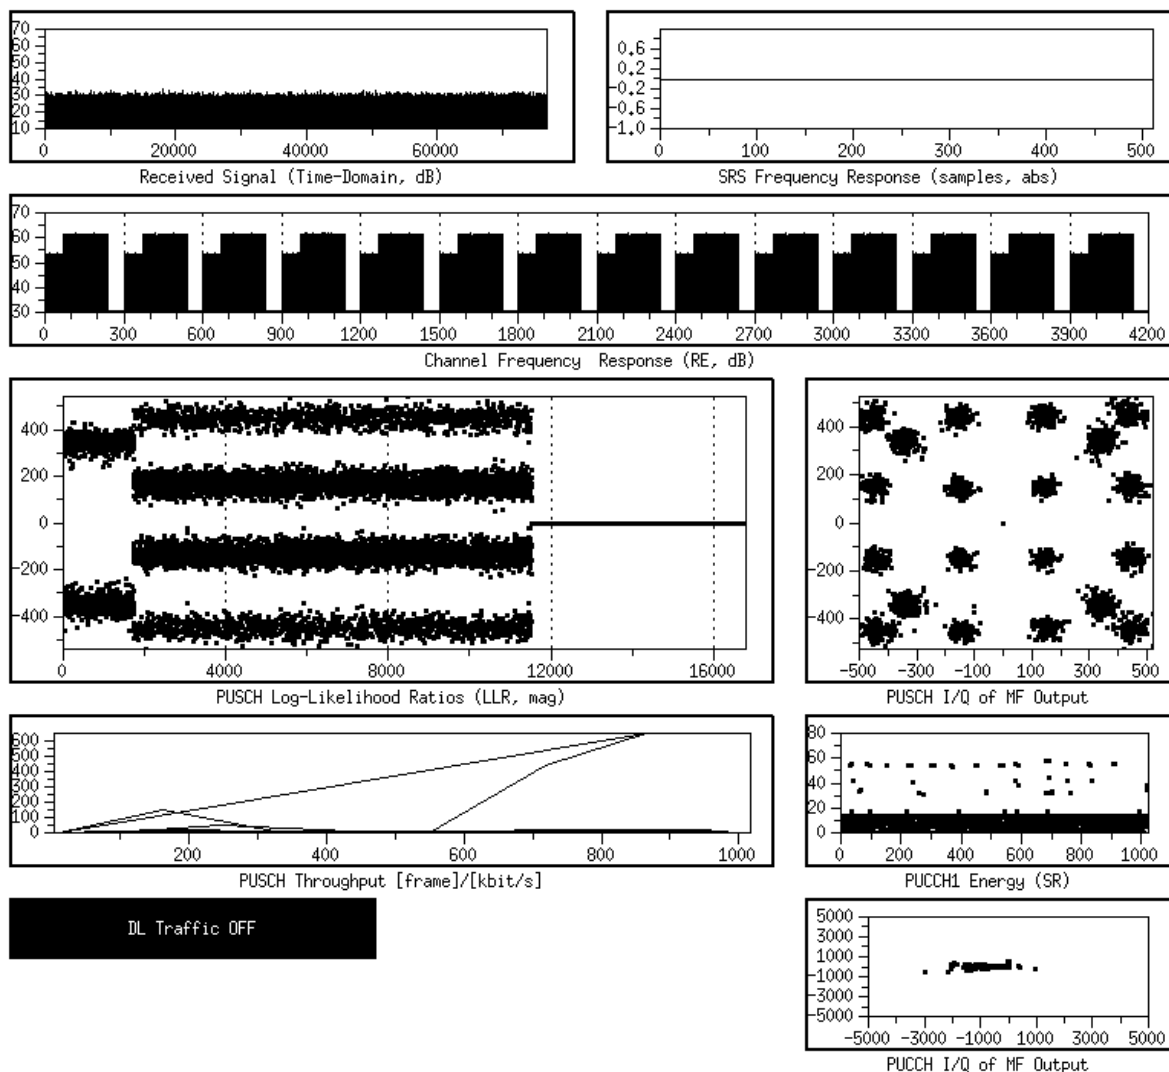 70
60
50
40
30
20
10
0 20000 40000 60000
Received Signal (Time-Domain, dB)
0.6
0.2
-0.2
-0.6
-1.0
0 100 200 300 400 500
SRS Frequency Response (samples, abs)
70
60
50
40
30
0 300 600 900 1200 1500 1800 2100 2400 2700 3000 3300 3600 3900 4200
Channel Frequency Response (RE, dB)
400
200
0
-200
-400
0 4000 8000 12000 16000
PUSCH Log-Likelihood Ratios (LLR, mag)
400
200
0
-200
-400
-500 -300 -100 100 300 500
PUSCH I/Q of MF Output
600
500
400
300
200
100
0
200 400 600 800 1000
PUSCH Throughput [frame]/[kbit/s]
80
60
40
20
0
0 200 400 600 800 1000
PUCCH1 Energy (SR)
DL Traffic OFF
5000
3000
1000
-1000
-3000
-5000
-5000 -3000 -1000 1000 3000 5000
PUCCH I/Q of MF Output